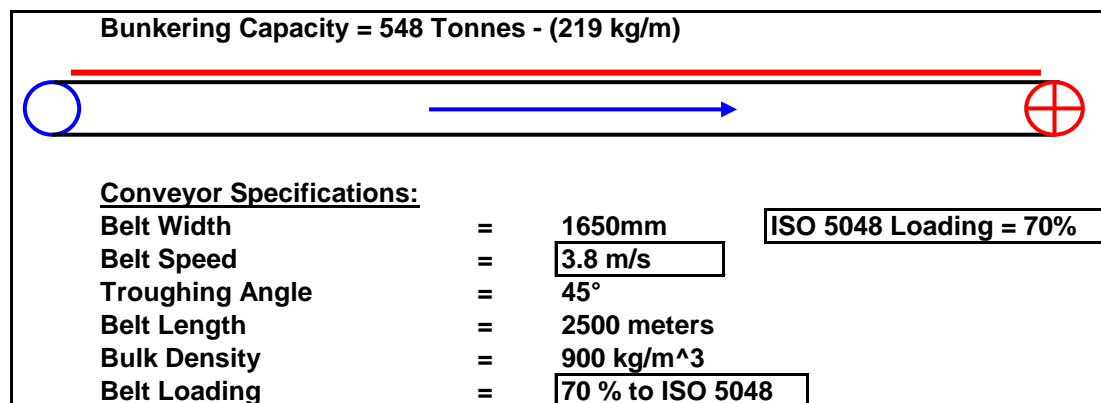 Bunkering Capacity = 548 Tonnes - (219 kg/m)
Conveyor Specifications:
Belt Width = 1650mm ISO 5048 Loading = 70%
Belt Speed = 3.8 m/s
Troughing Angle = 45°
Belt Length = 2500 meters
Bulk Density = 900 kg/m^3
Belt Loading = 70 % to ISO 5048